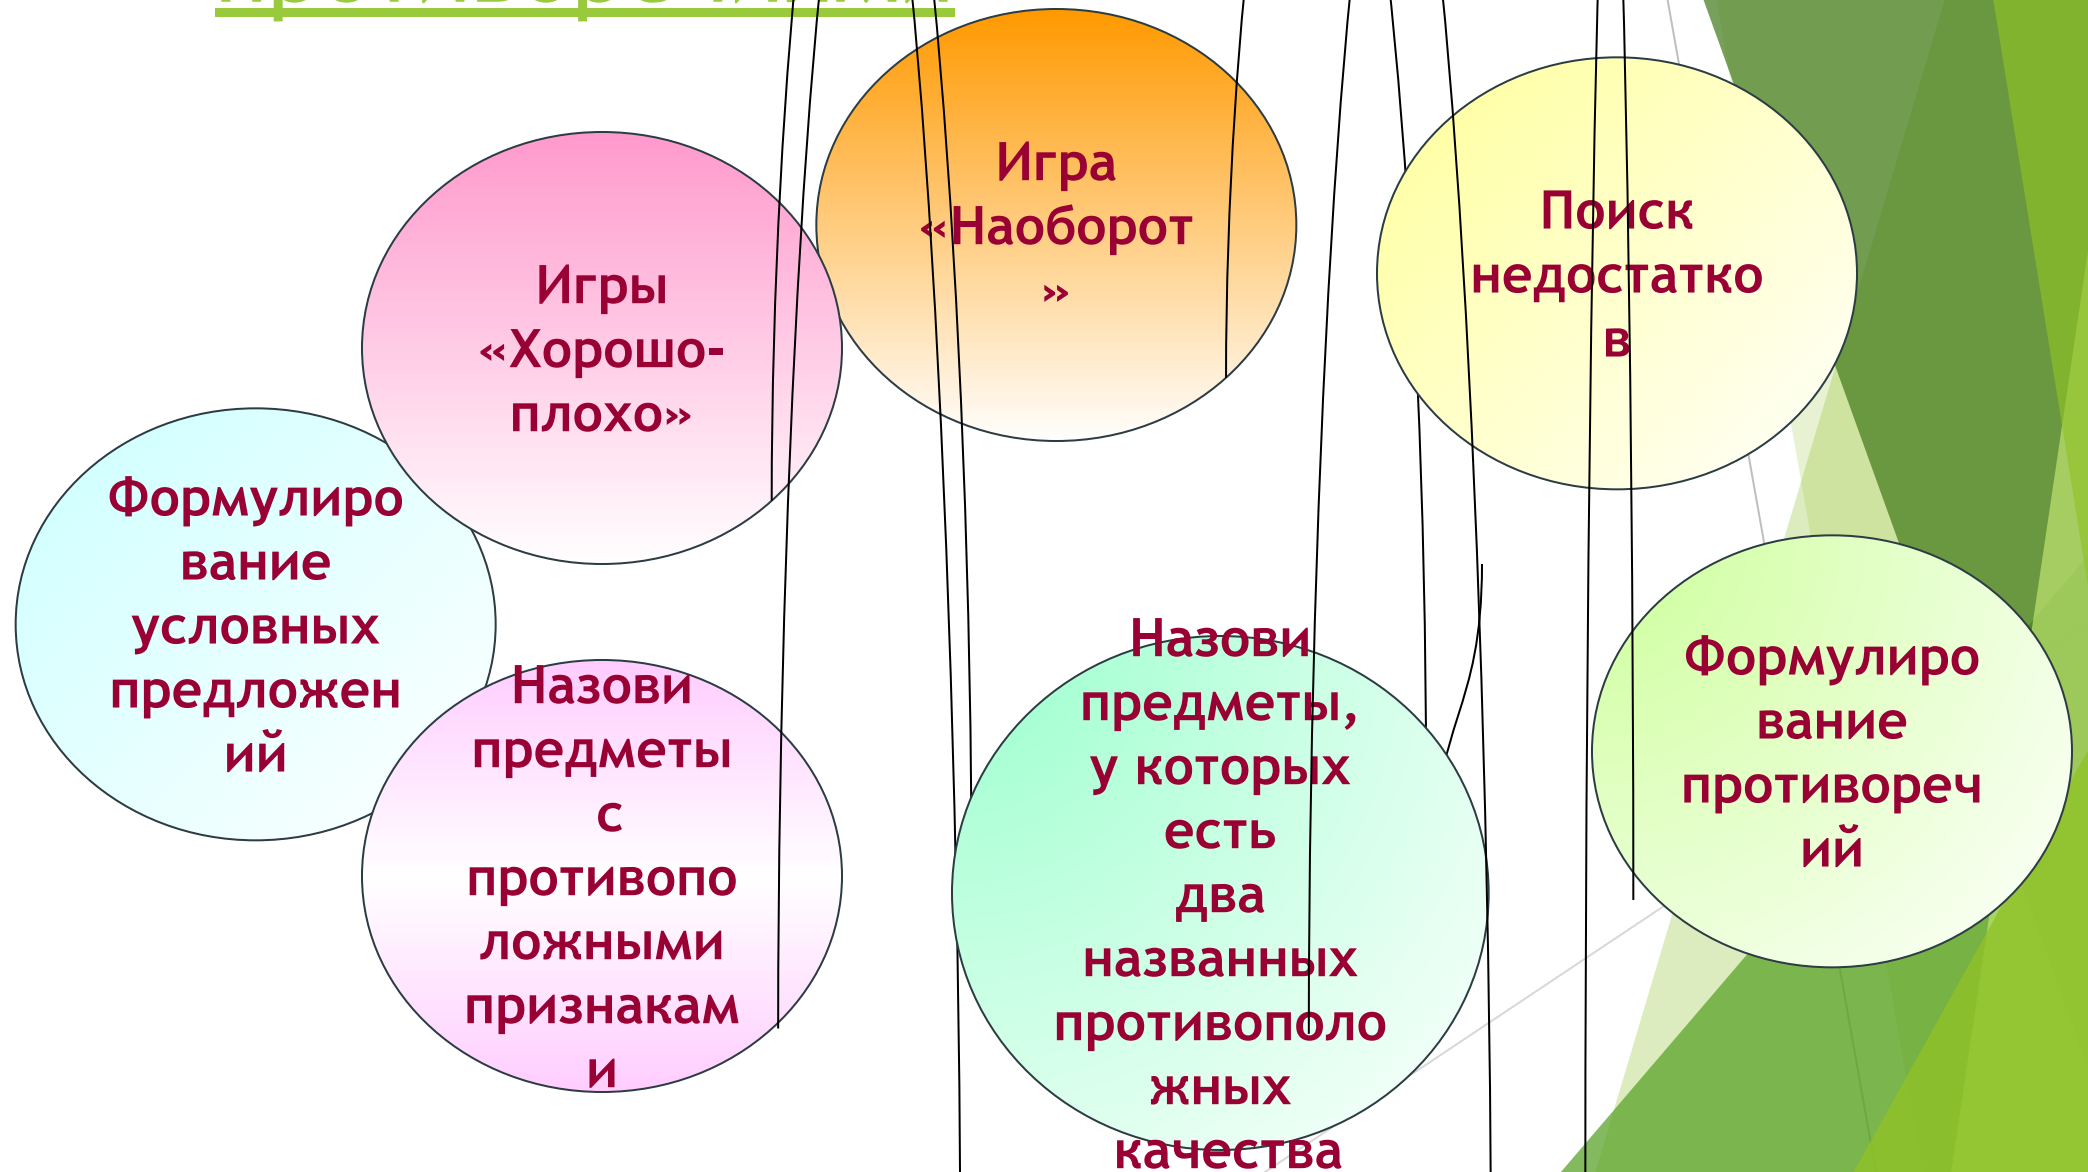 Игра
«Наоборот
»
Поиск
недостатко
в
Игры
«Хорошо-
плохо»
Формулиро
вание
условных
предложен
ий
Назови
предметы
с
противопо
ложными
признакам
и
Назови
предметы,
у которых
есть
два
названных
противополо
жных
качества
Формулиро
вание
противореч
ий